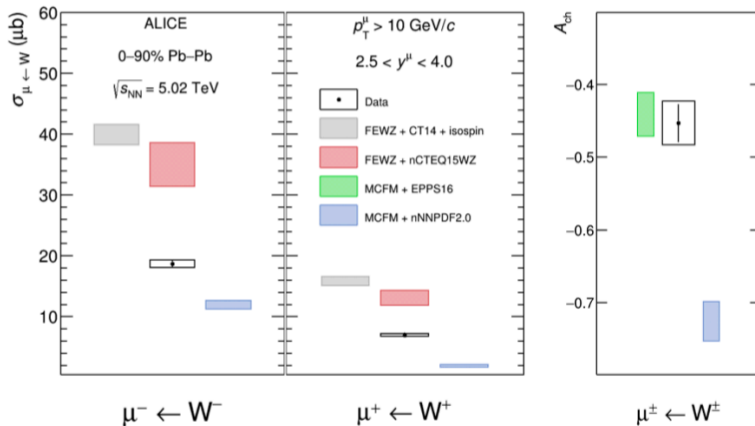 60
50
40
30
20
10
σμ ← W (μb)
ALICE
0–90% Pb–Pb
√sNN = 5.02 TeV
μ− ← W−
pTμ > 10 GeV/c
2.5 < yμ < 4.0
Data
FEWZ + CT14 + isospin
FEWZ + nCTEQ15WZ
MCFM + EPPS16
MCFM + nNNPDF2.0
μ+ ← W+
Ach
−0.4
−0.5
−0.6
−0.7
μ± ← W±